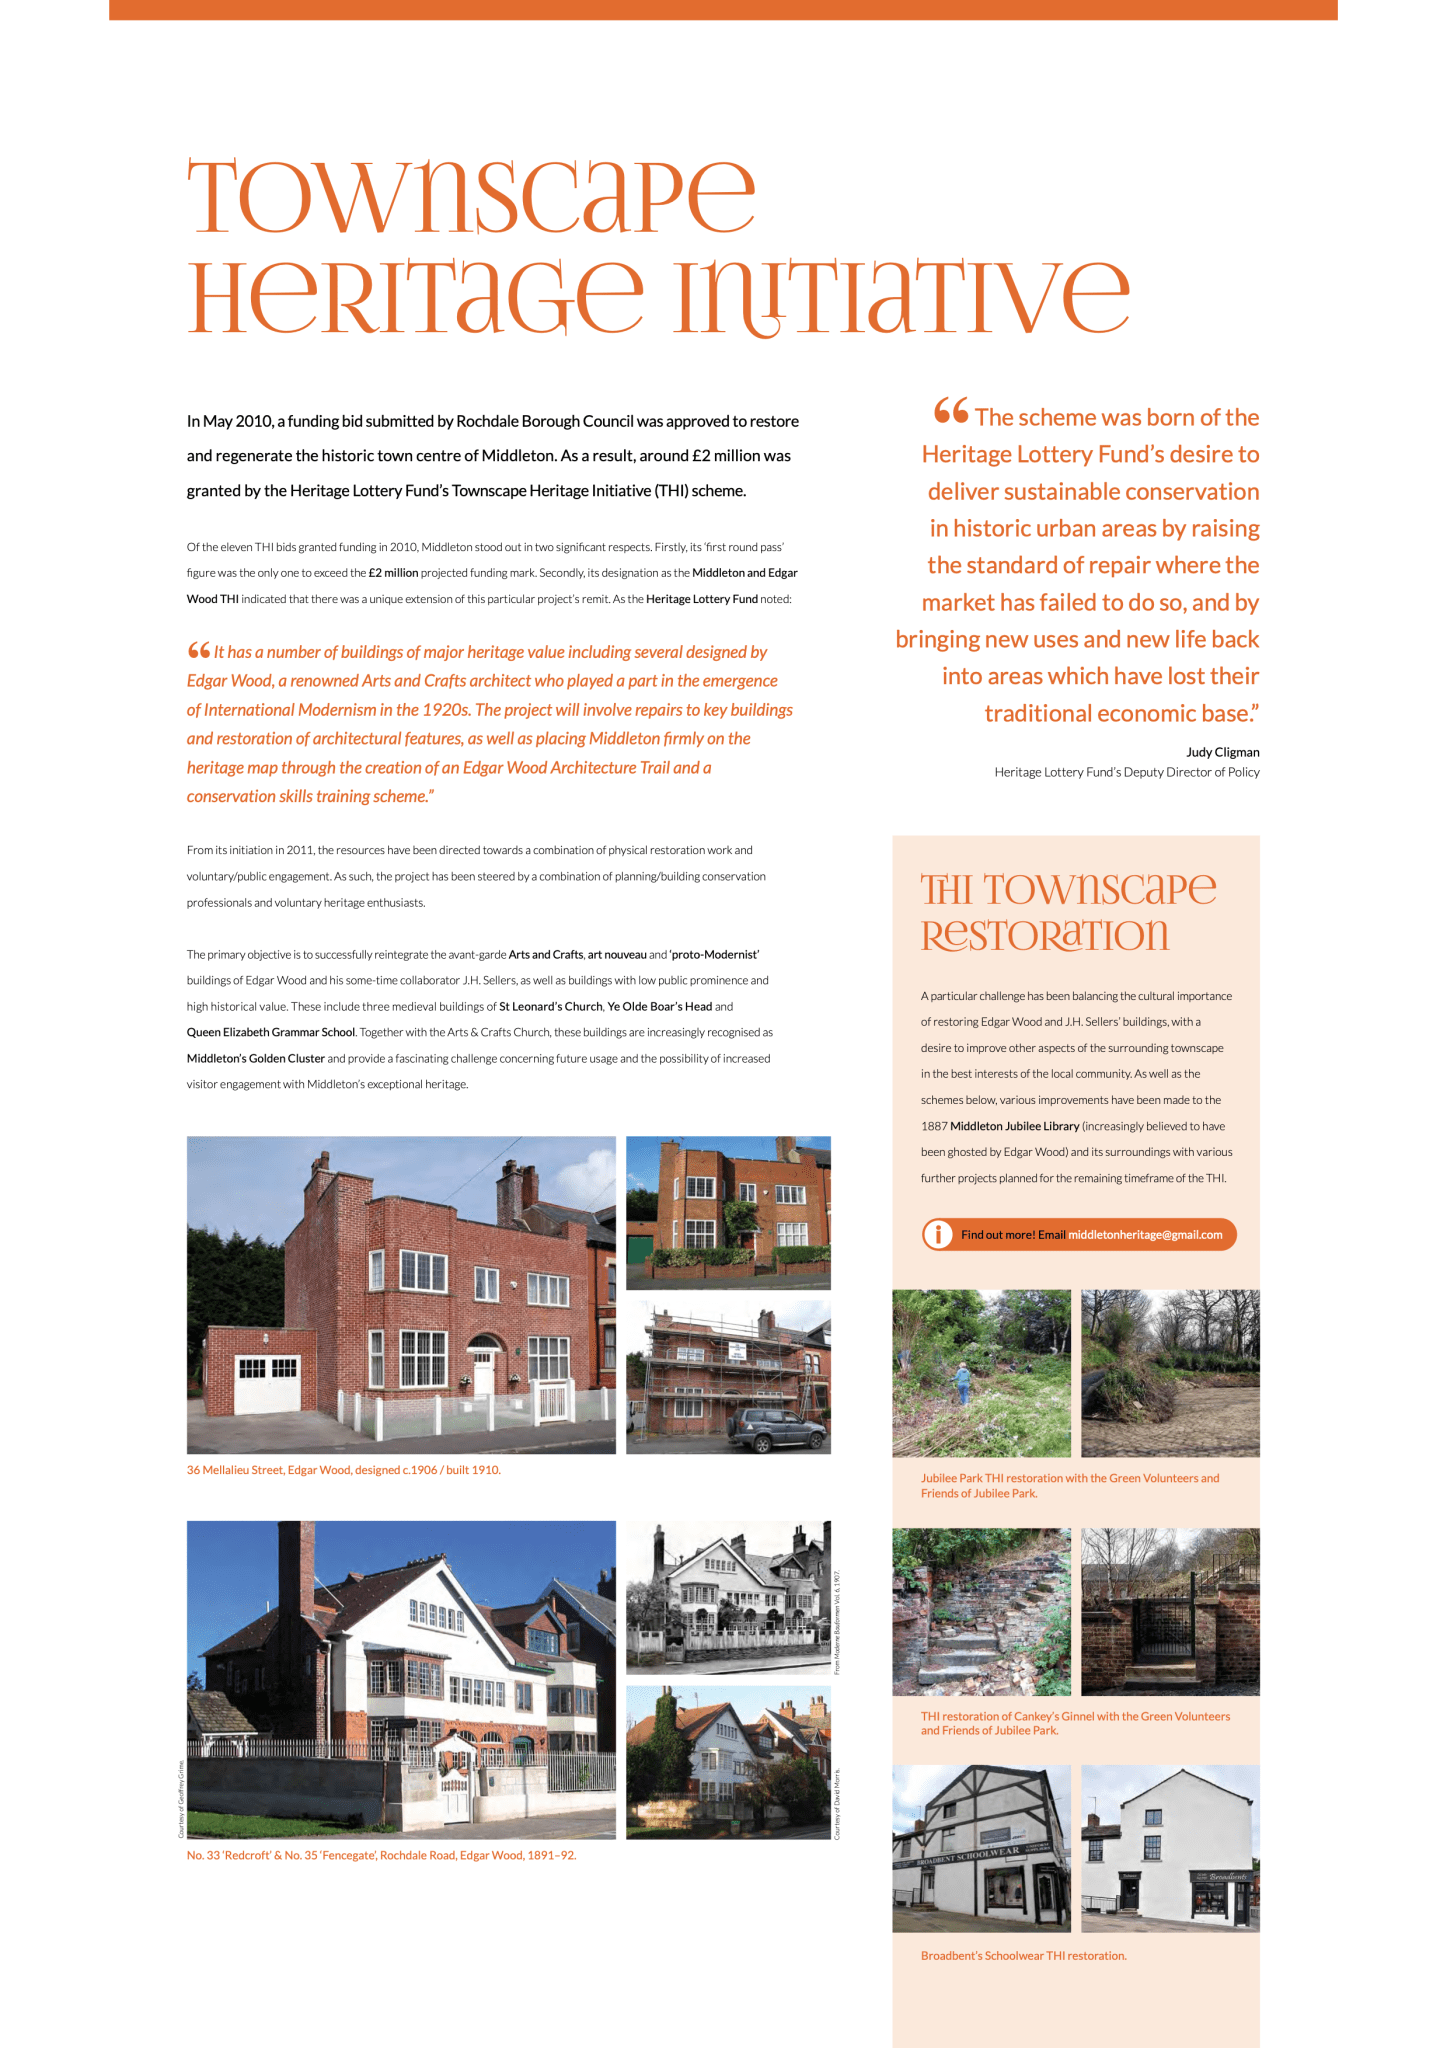 Townscape
Heritage Initiative
In May 2010, a funding bid submitted by Rochdale Borough Council was approved to restore
and regenerate the historic town centre of Middleton. As a result, around £2 million was
granted by the Heritage Lottery Fund's Townscape Heritage Initiative (THI) scheme.
Of the eleven THI bids granted funding in 2010, Middleton stood out in two significant respects. Firstly, its 'first round pass'
figure was the only one to exceed the £2 million projected funding mark. Secondly, its designation as the Middleton and Edgar
Wood THI indicated that there was a unique extension of this particular project's remit. As the Heritage Lottery Fund noted:
“It has a number of buildings of major heritage value including several designed by
Edgar Wood, a renowned Arts and Crafts architect who played a part in the emergence
of International Modernism in the 1920s. The project will involve repairs to key buildings
and restoration of architectural features, as well as placing Middleton firmly on the
heritage map through the creation of an Edgar Wood Architecture Trail and a
conservation skills training scheme.”
From its initiation in 2011, the resources have been directed towards a combination of physical restoration work and
voluntary/public engagement. As such, the project has been steered by a combination of planning/building conservation
professionals and voluntary heritage enthusiasts.
The primary objective is to successfully reintegrate the avant-garde Arts and Crafts, art nouveau and 'proto-Modernist'
buildings of Edgar Wood and his some-time collaborator J.H. Sellers, as well as buildings with low public prominence and
high historical value. These include three medieval buildings of St Leonard's Church, Ye Olde Boar's Head and
Queen Elizabeth Grammar School. Together with the Arts & Crafts Church, these buildings are increasingly recognised as
Middleton's Golden Cluster and provide a fascinating challenge concerning future usage and the possibility of increased
visitor engagement with Middleton's exceptional heritage.
36 Mellalieu Street, Edgar Wood, designed c.1906 / built 1910.
Courtesy of Geoffrey Grime.
From Moderne Bauformen Vol. 6, 1907.
Courtesy of David Morris.
No. 33 'Redcroft' & No. 35 'Fencegate', Rochdale Road, Edgar Wood, 1891–92.
“The scheme was born of the
Heritage Lottery Fund's desire to
deliver sustainable conservation
in historic urban areas by raising
the standard of repair where the
market has failed to do so, and by
bringing new uses and new life back
into areas which have lost their
traditional economic base.”
Judy Cligman
Heritage Lottery Fund's Deputy Director of Policy
THI Townscape
Restoration
A particular challenge has been balancing the cultural importance
of restoring Edgar Wood and J.H. Sellers' buildings, with a
desire to improve other aspects of the surrounding townscape
in the best interests of the local community. As well as the
schemes below, various improvements have been made to the
1887 Middleton Jubilee Library (increasingly believed to have
been ghosted by Edgar Wood) and its surroundings with various
further projects planned for the remaining timeframe of the THI.
i Find out more! Email middletonheritage@gmail.com
Jubilee Park THI restoration with the Green Volunteers and
Friends of Jubilee Park.
THI restoration of Cankey's Ginnel with the Green Volunteers
and Friends of Jubilee Park.
BROADBENT SCHOOLWEAR
Broadbents
Broadbent's Schoolwear THI restoration.